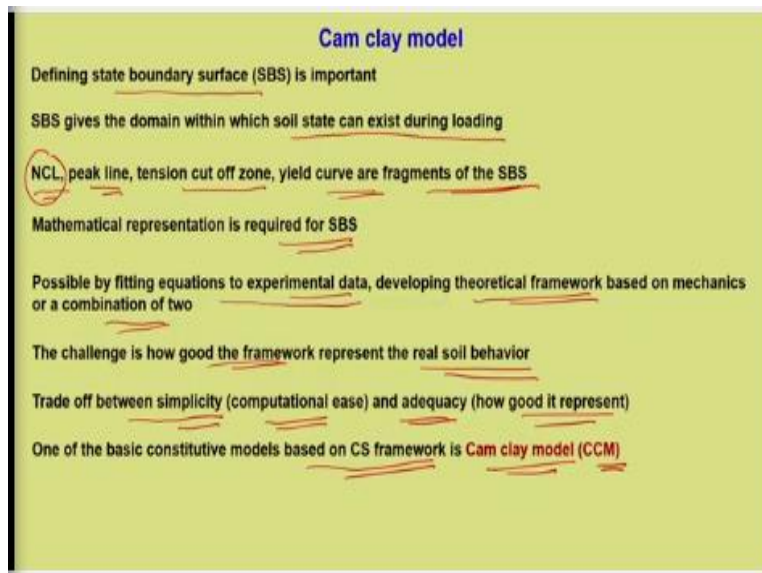 Cam clay model
Defining state boundary surface (SBS) is important
SBS gives the domain within which soil state can exist during loading
NCL, peak line, tension cut off zone, yield curve are fragments of the SBS
Mathematical representation is required for SBS
Possible by fitting equations to experimental data, developing theoretical framework based on mechanics
or a combination of two
The challenge is how good the framework represent the real soil behavior
Trade off between simplicity (computational ease) and adequacy (how good it represent)
One of the basic constitutive models based on CS framework is Cam clay model (CCM)